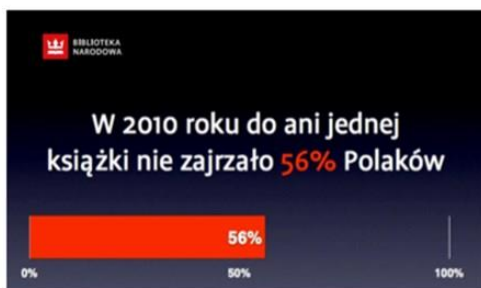 BIBLIOTEKA
NARODOWA
W 2010 roku do ani jednej
książki nie zajrzało 56% Polaków
56%
0% 50% 100%